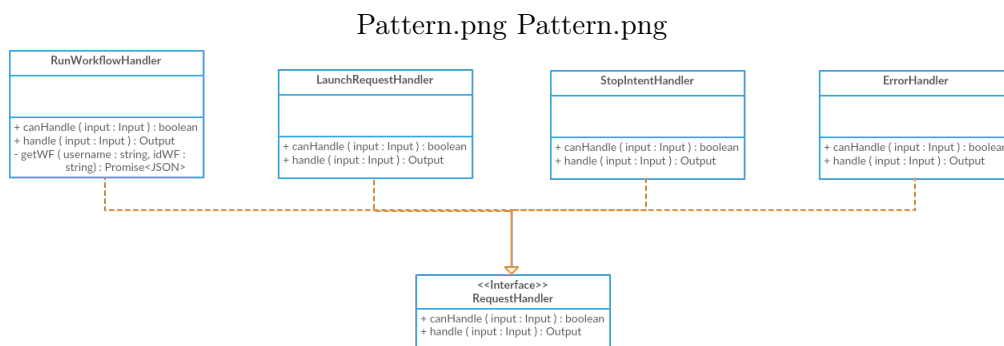 Pattern.png Pattern.png
RunWorkflowHandler
+ canHandle ( input : Input ) : boolean
+ handle ( input : Input ) : Output
- getWF ( username : string, idWF :
string) : Promise<JSON>
LaunchRequestHandler
+ canHandle ( input : Input ) : boolean
+ handle ( input : Input ) : Output
StopIntentHandler
+ canHandle ( input : Input ) : boolean
+ handle ( input : Input ) : Output
ErrorHandler
+ canHandle ( input : Input ) : boolean
+ handle ( input : Input ) : Output
<<Interface>>
RequestHandler
+ canHandle ( input : Input ) : boolean
+ handle ( input : Input ) : Output